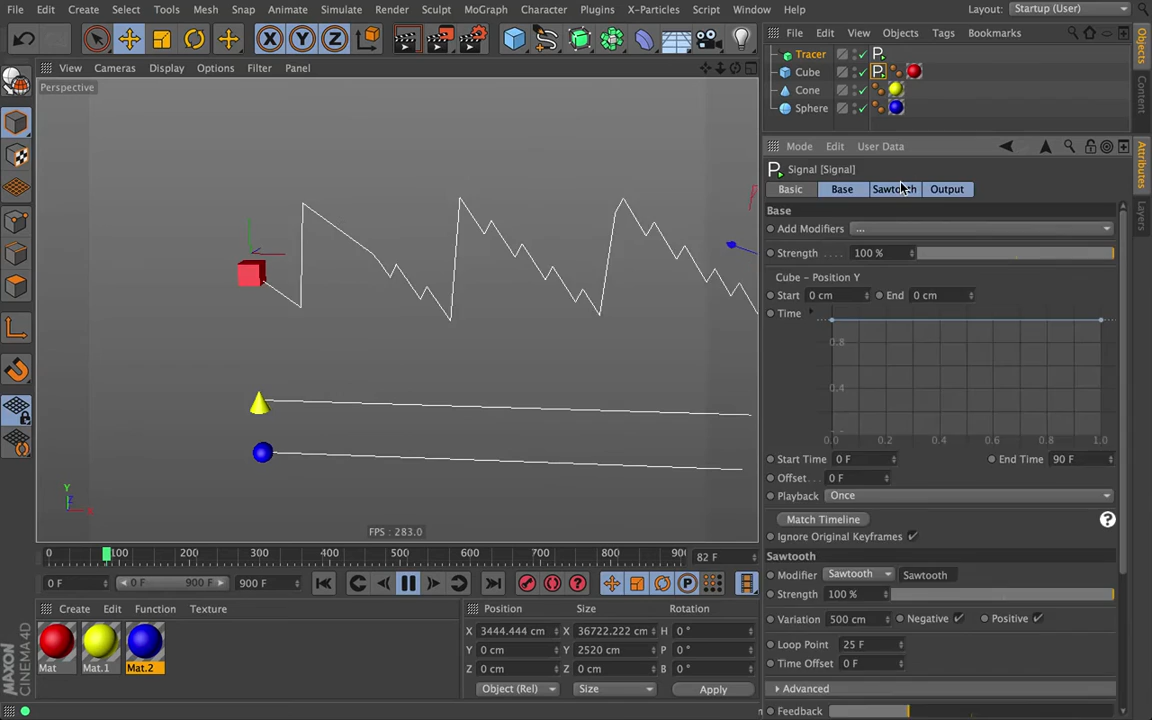 File Edit Create Select Tools Mesh Snap Animate Simulate Render Sculpt MoGraph Character Plugins X-Particles Script Window Help Layout: Startup (User)
X Y Z
File Edit View Objects Tags Bookmarks
Tracer
Cube
Cone
Sphere
View Cameras Display Options Filter Panel
Perspective
Mode Edit User Data
Signal [Signal]
Basic Base Sawtooth Output
Base
Add Modifiers ...
Strength . . . . 100 %
Cube - Position Y
Start 0 cm End 0 cm
Time
0.8
0.4
0.0 0.2 0.4 0.6 0.8 1.0
Start Time 0 F End Time 90 F
Offset . . . 0 F
Playback Once
Match Timeline
Ignore Original Keyframes
Sawtooth
Modifier Sawtooth Sawtooth
Strength 100 %
Variation 500 cm Negative Positive
Loop Point 25 F
Time Offset 0 F
Advanced
Feedback
Objects
Content
Attributes
Layers
FPS : 283.0
Y
0 100 200 300 400 500 600 700 800 90 82 F
0 F 0 F 900 F 900 F
Create Edit Function Texture
Mat Mat.1 Mat.2
Position Size Rotation
X 3444.444 cm X 36722.222 cm H 0 °
Y 0 cm Y 2520 cm P 0 °
Z 0 cm Z 0 cm B 0 °
Object (Rel) Size Apply
MAXON CINEMA 4D